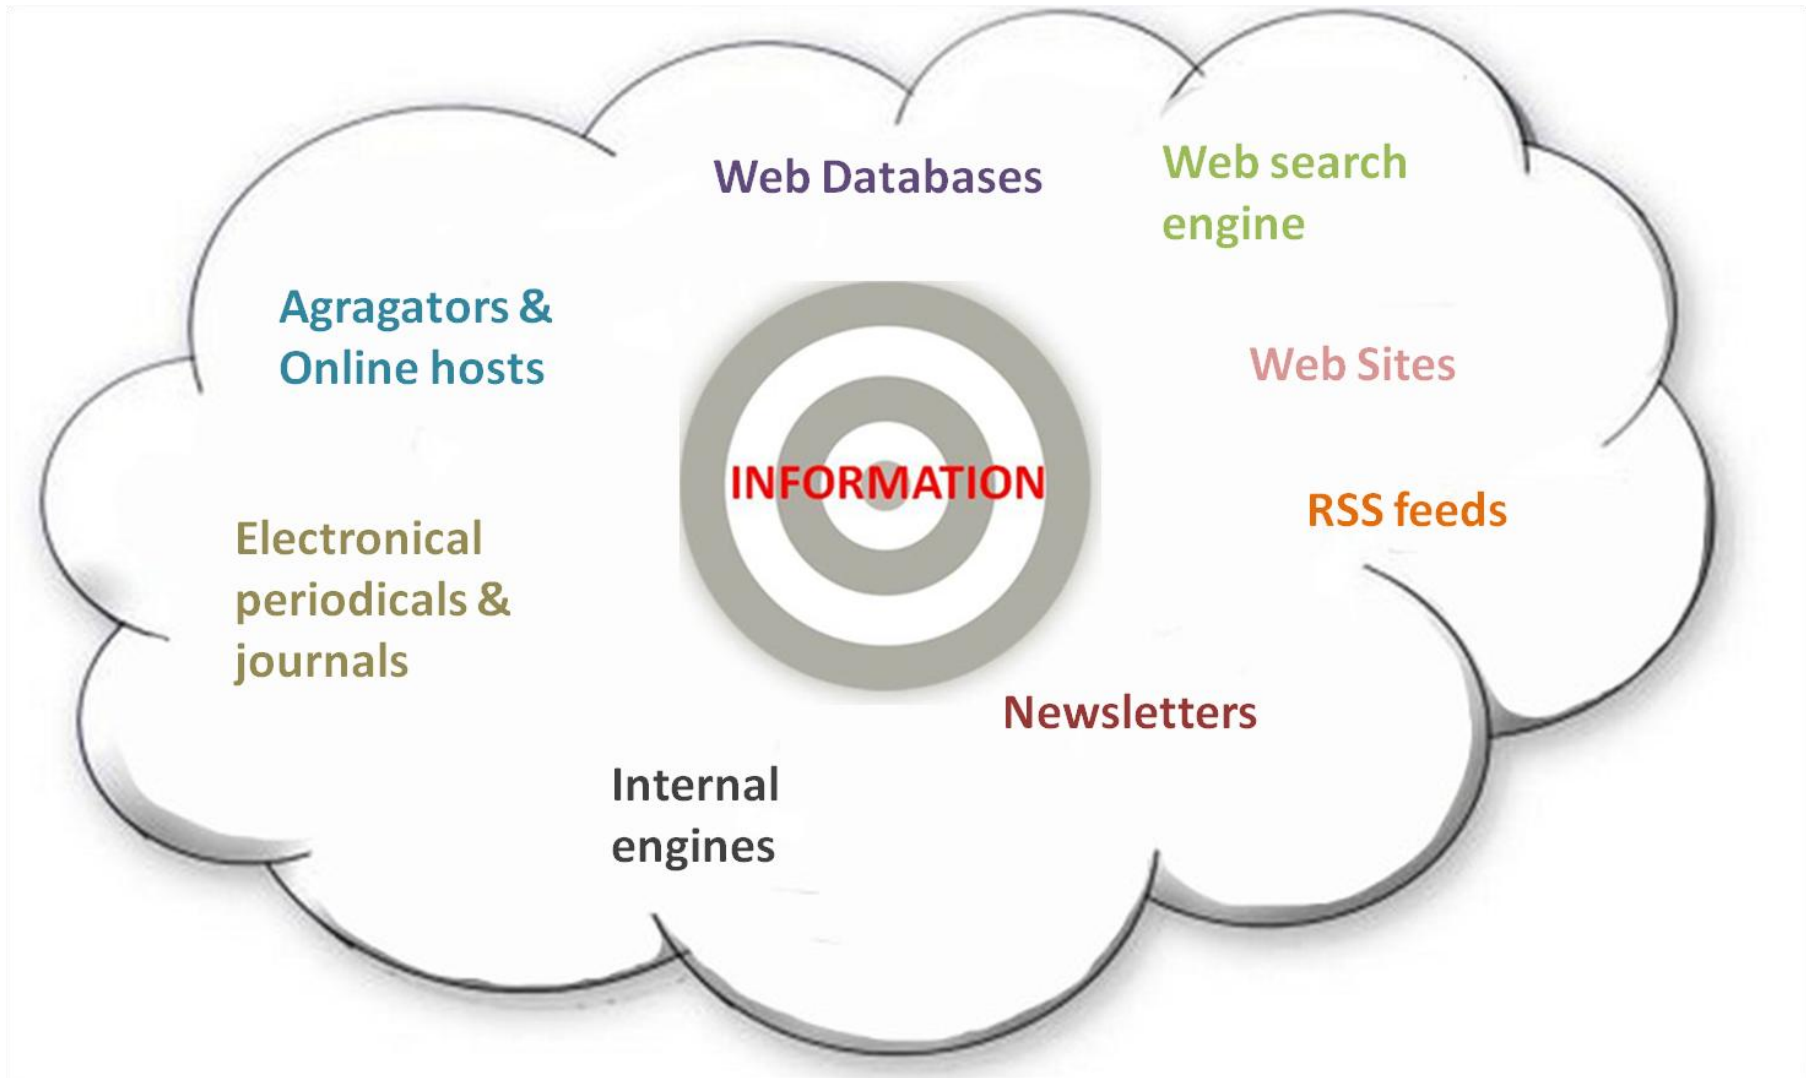 Web Databases
Web search
engine
Agragators &
Online hosts
Web Sites
INFORMATION
RSS feeds
Electronical
periodicals &
journals
Newsletters
Internal
engines